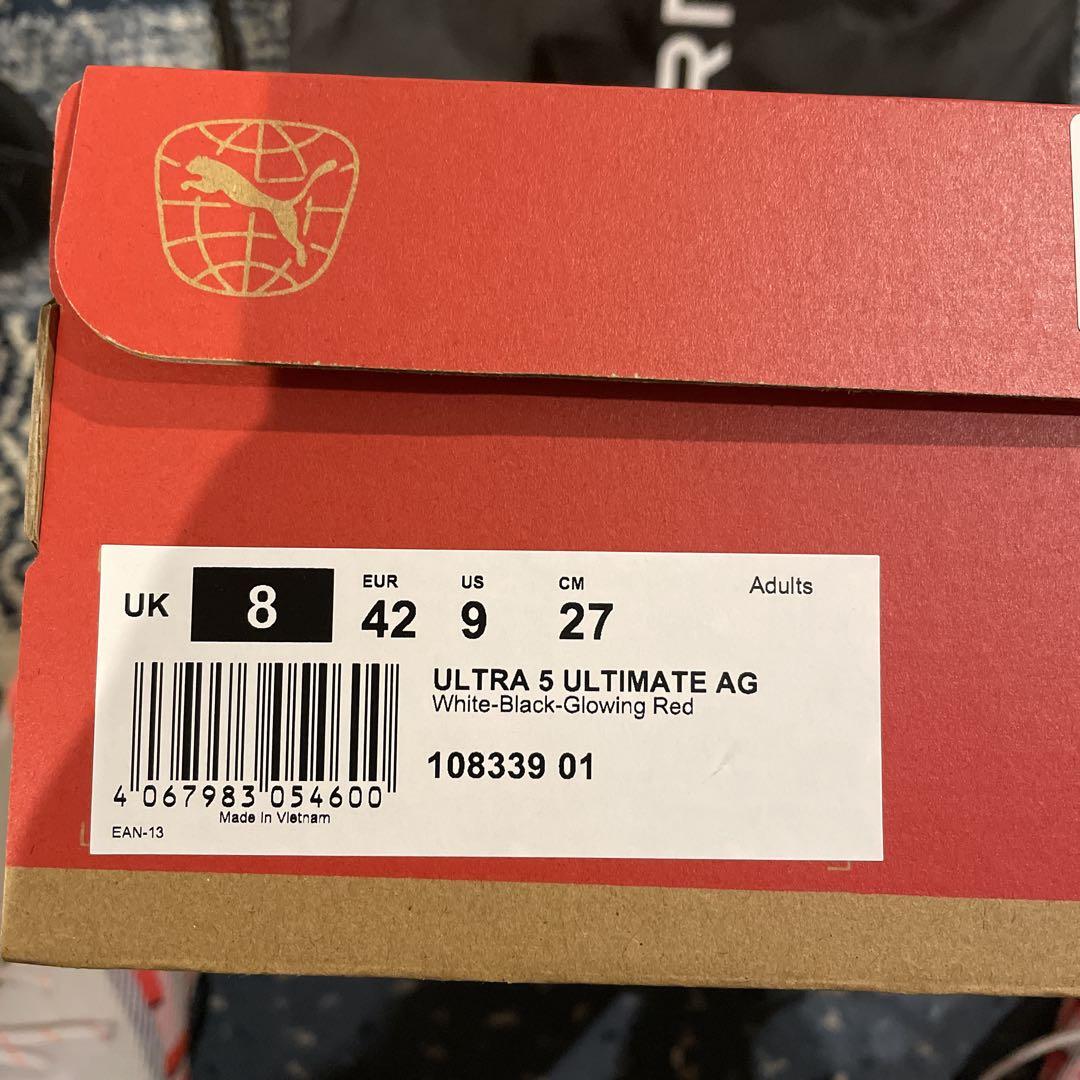 UK 8 EUR 42 US 9 CM 27 Adults
ULTRA 5 ULTIMATE AG
White-Black-Glowing Red
108339 01
4 067983 054600
Made In Vietnam
EAN-13